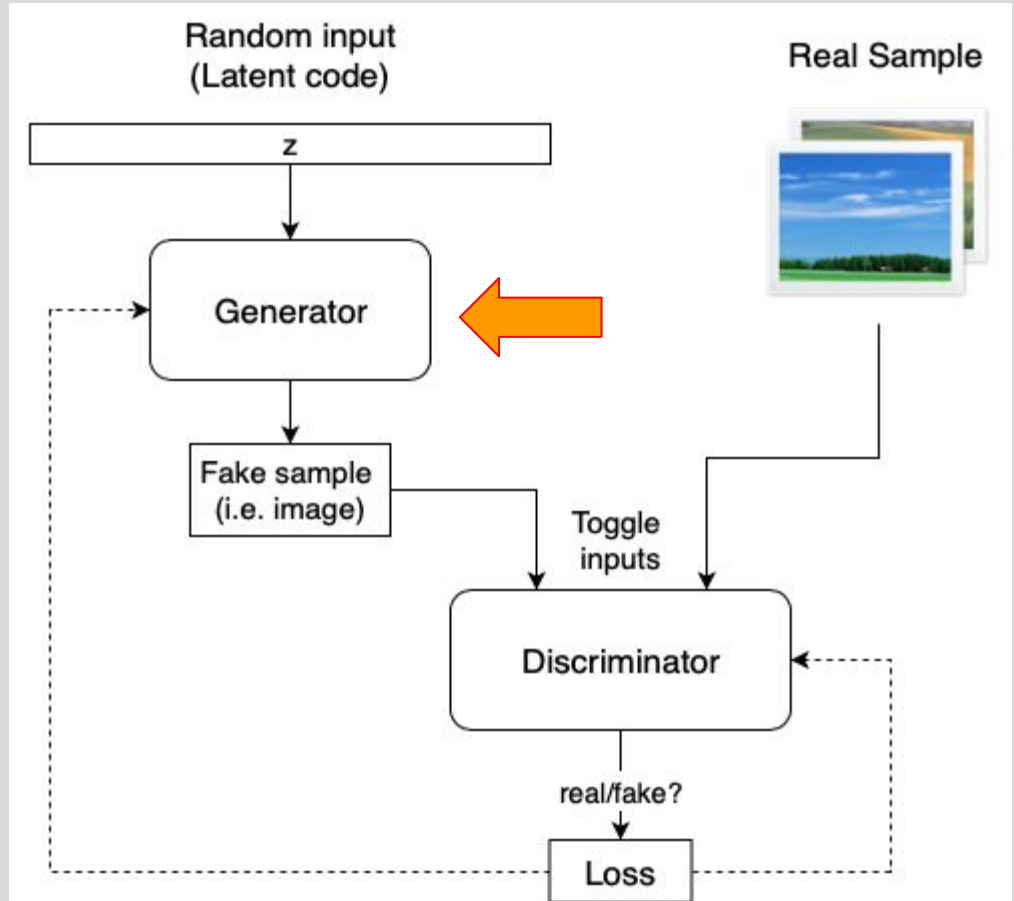 Random input
(Latent code)
Real Sample
z
Generator
Fake sample
(i.e. image)
Toggle
inputs
Discriminator
real/fake?
Loss